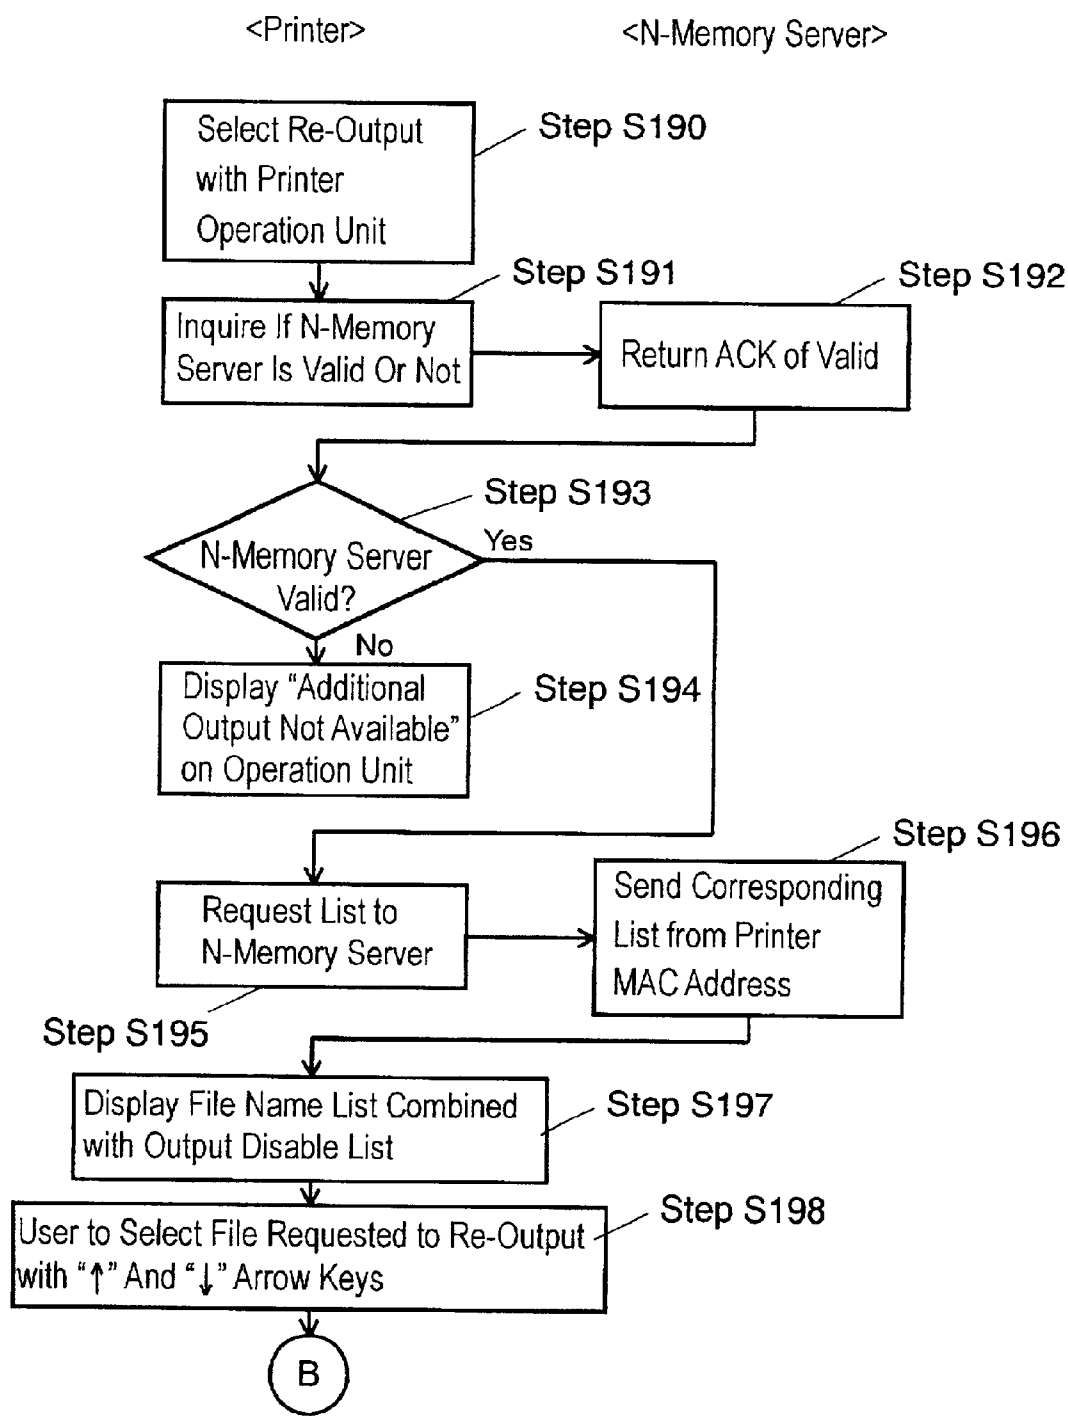 <Printer>
<N-Memory Server>
Select Re-Output
with Printer
Operation Unit
Step S190
Step S191
Inquire If N-Memory
Server Is Valid Or Not
Step S192
Return ACK of Valid
Step S193
N-Memory Server
Valid?
Yes
No
Display “Additional
Output Not Available”
on Operation Unit
Step S194
Request List to
N-Memory Server
Step S195
Step S196
Send Corresponding
List from Printer
MAC Address
Display File Name List Combined
with Output Disable List
Step S197
User to Select File Requested to Re-Output
with “↑” And “↓” Arrow Keys
Step S198
B